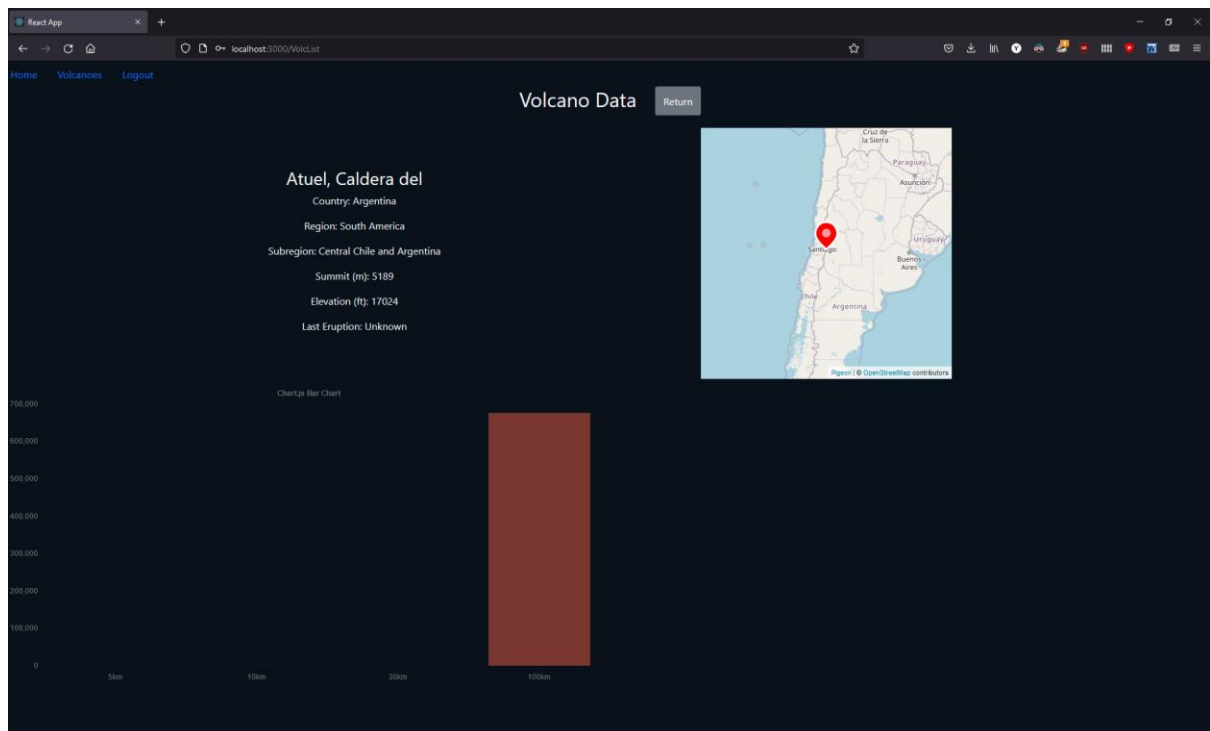 React App
localhost:3000/VolcList
Home Volcanoes Logout
Volcano Data
Return
Atuel, Caldera del
Country: Argentina
Region: South America
Subregion: Central Chile and Argentina
Summit (m): 5189
Elevation (ft): 17024
Last Eruption: Unknown
Cruz de
la Sierra
Paraguay
Asunción
Uruguay
Santiago
Buenos
Aires
Chile
Argentina
Pigeon | © OpenStreetMap contributors
Chart.js Bar Chart
700,000
600,000
500,000
400,000
300,000
200,000
100,000
0
5km 10km 30km 100km